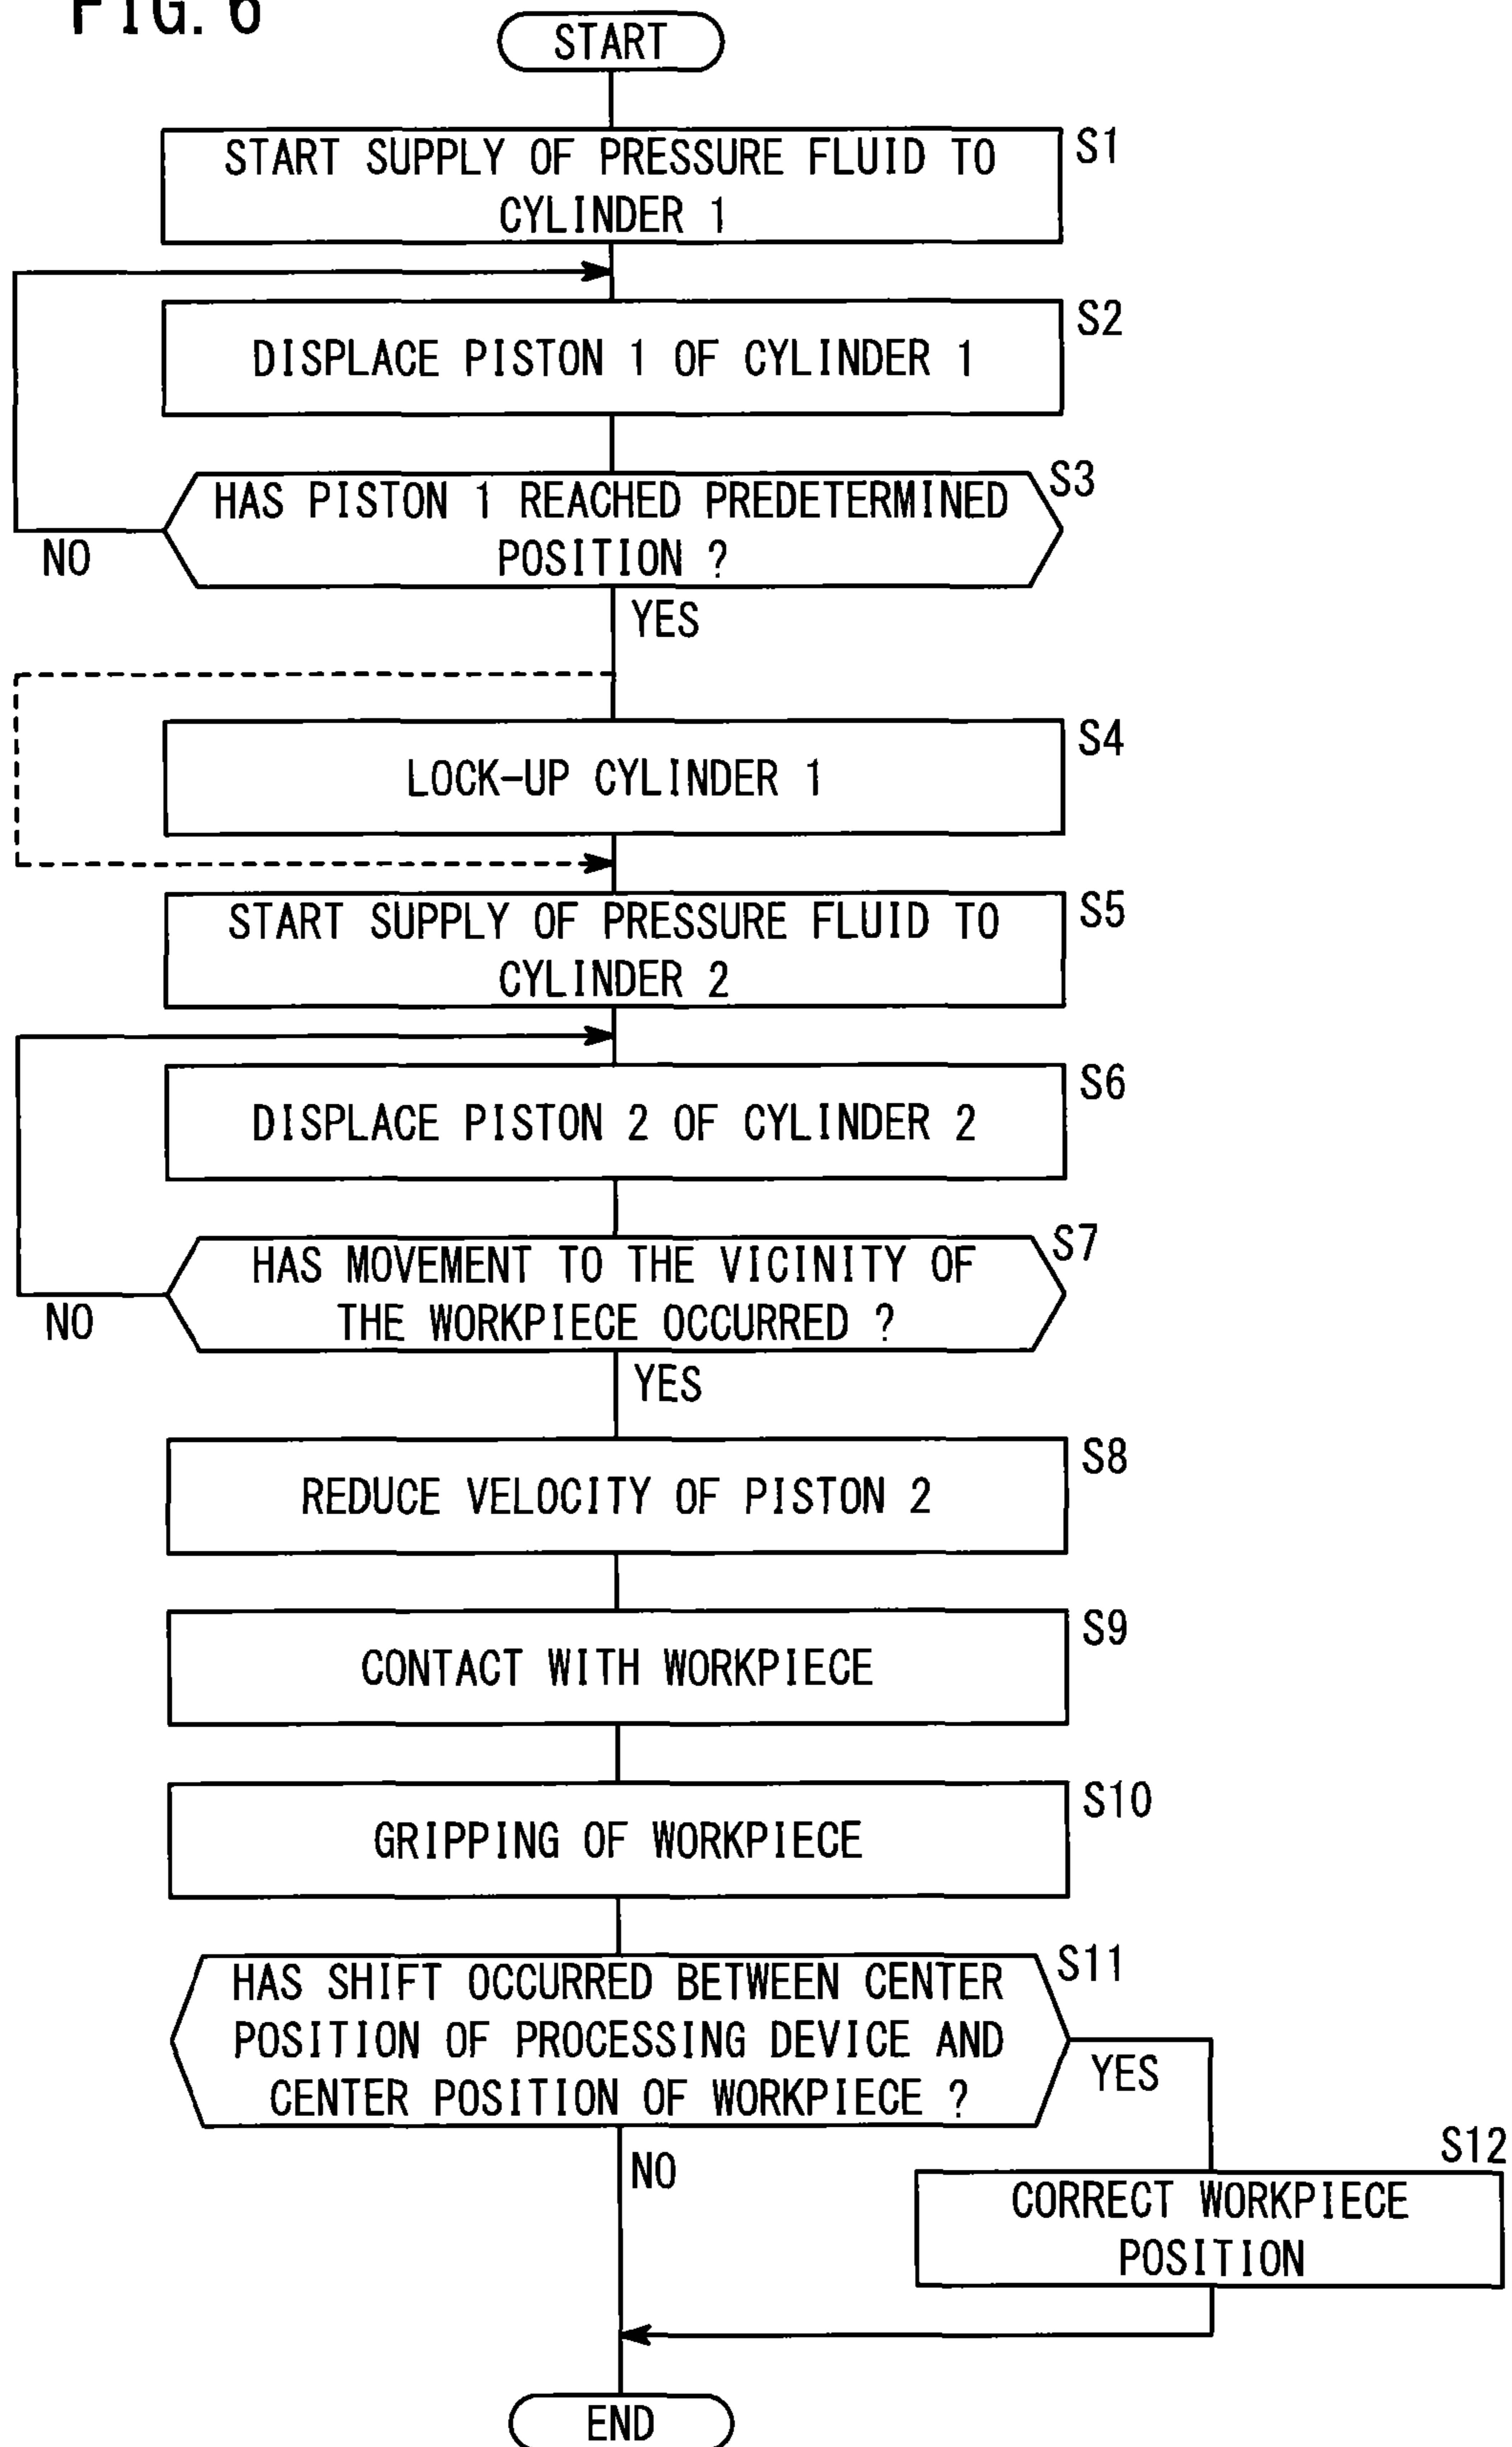 FIG. 6
START
START SUPPLY OF PRESSURE FLUID TO
CYLINDER 1
S1
DISPLACE PISTON 1 OF CYLINDER 1
S2
HAS PISTON 1 REACHED PREDETERMINED
POSITION ?
S3
NO
YES
LOCK-UP CYLINDER 1
S4
START SUPPLY OF PRESSURE FLUID TO
CYLINDER 2
S5
DISPLACE PISTON 2 OF CYLINDER 2
S6
HAS MOVEMENT TO THE VICINITY OF
THE WORKPIECE OCCURRED ?
S7
NO
YES
REDUCE VELOCITY OF PISTON 2
S8
CONTACT WITH WORKPIECE
S9
GRIPPING OF WORKPIECE
S10
HAS SHIFT OCCURRED BETWEEN CENTER
POSITION OF PROCESSING DEVICE AND
CENTER POSITION OF WORKPIECE ?
S11
YES
NO
S12
CORRECT WORKPIECE
POSITION
END